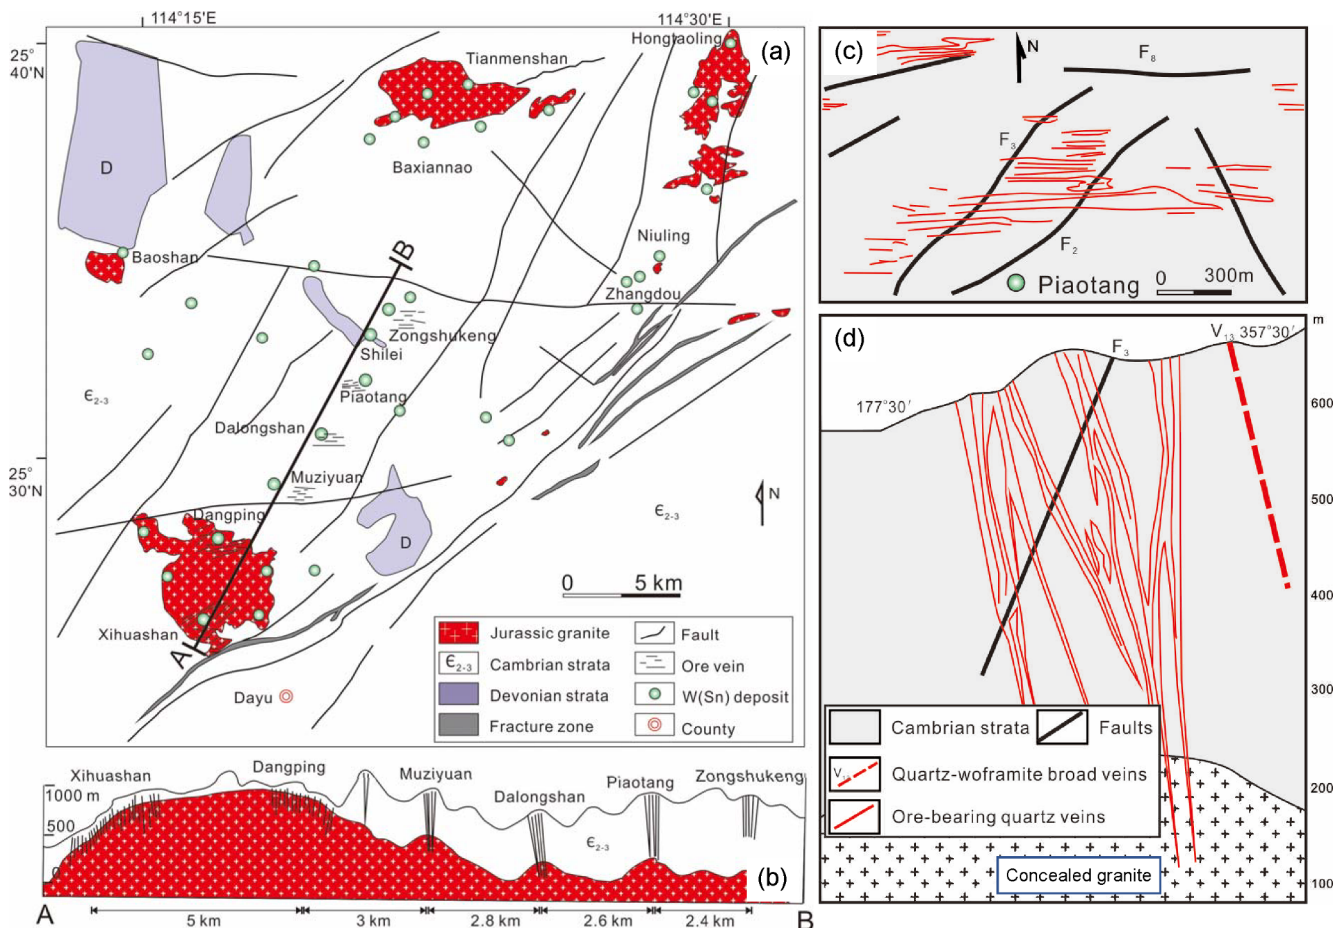 114°15′E
114°30′E
25°
40′N
(a)
Hongtaoling
Tianmenshan
D
Baxiannao
Baoshan
B
Niuling
Zhangdou
Zongshukeng
Shilei
Є2-3
Piaotang
Dalongshan
25°
30′N
Muziyuan
N
Є2-3
Dangping
D
0 5 km
Xihuashan
A
Dayu
Jurassic granite
Fault
Є2-3
Cambrian strata
Ore vein
Devonian strata
W(Sn) deposit
Fracture zone
County
Xihuashan
Dangping
Muziyuan
Dalongshan
Piaotang
Zongshukeng
1000 m
500
0
Є2-3
(b)
A
5 km
3 km
2.8 km
2.6 km
2.4 km
B
(c)
N
F8
F3
F2
Piaotang
0 300m
(d)
V13 357°30′
m
F3
177°30′
600
500
400
300
200
100
Cambrian strata
Faults
Quartz-woframite broad veins
Ore-bearing quartz veins
Concealed granite